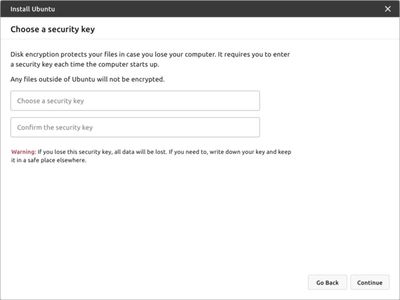 Install Ubuntu
Choose a security key
Disk encryption protects your files in case you lose your computer. It requires you to enter
a security key each time the computer starts up.
Any files outside of Ubuntu will not be encrypted.
Choose a security key
Confirm the security key
Warning: If you lose this security key, all data will be lost. If you need to, write down your key and keep
it in a safe place elsewhere.
Go Back
Continue